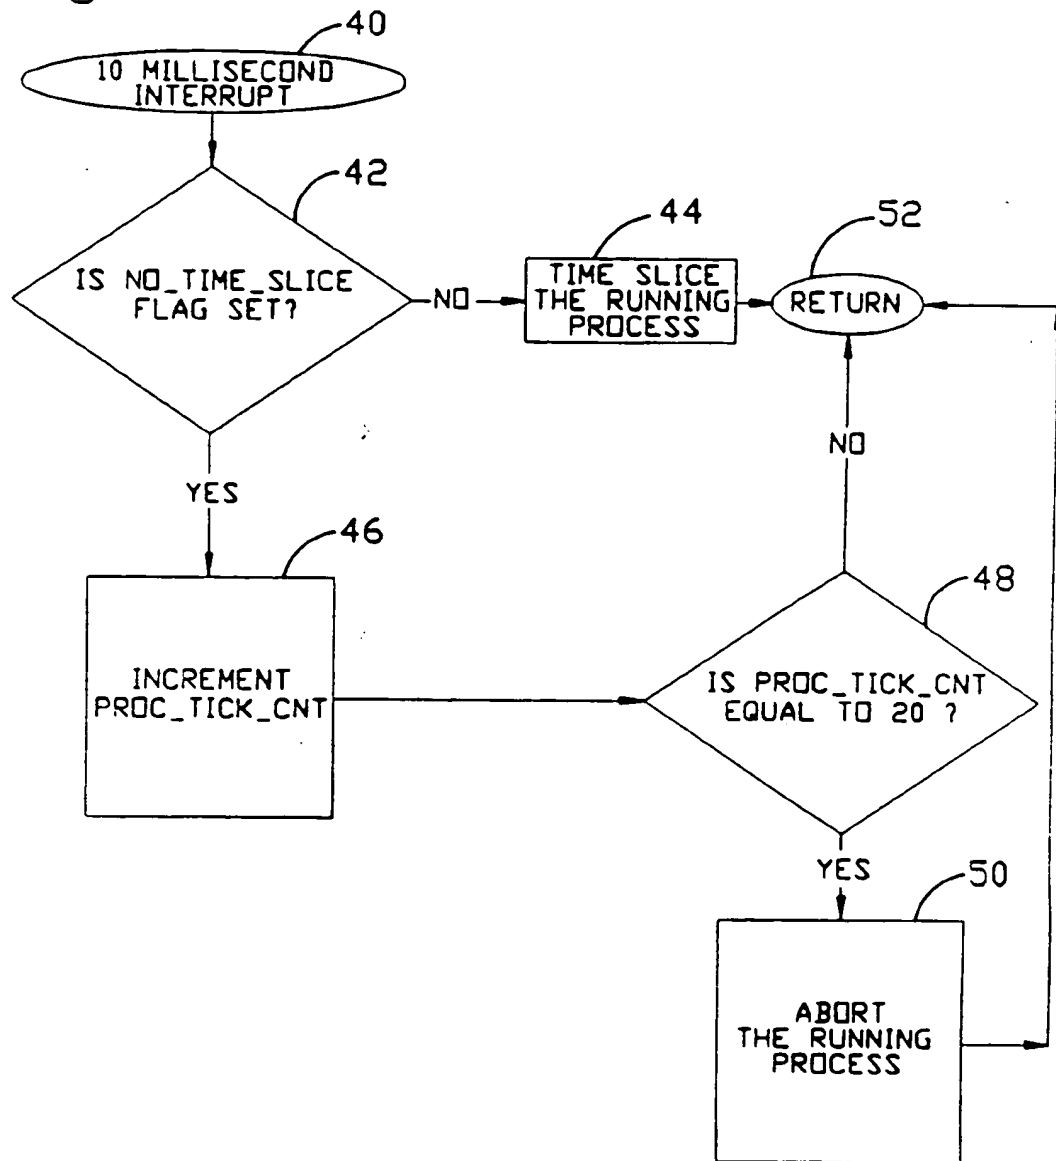 40
10 MILLISECOND
INTERRUPT
42
IS NO_TIME_SLICE
FLAG SET?
NO
44
TIME SLICE
THE RUNNING
PROCESS
52
RETURN
NO
YES
46
INCREMENT
PROC_TICK_CNT
48
IS PROC_TICK_CNT
EQUAL TO 20 ?
YES
50
ABORT
THE RUNNING
PROCESS